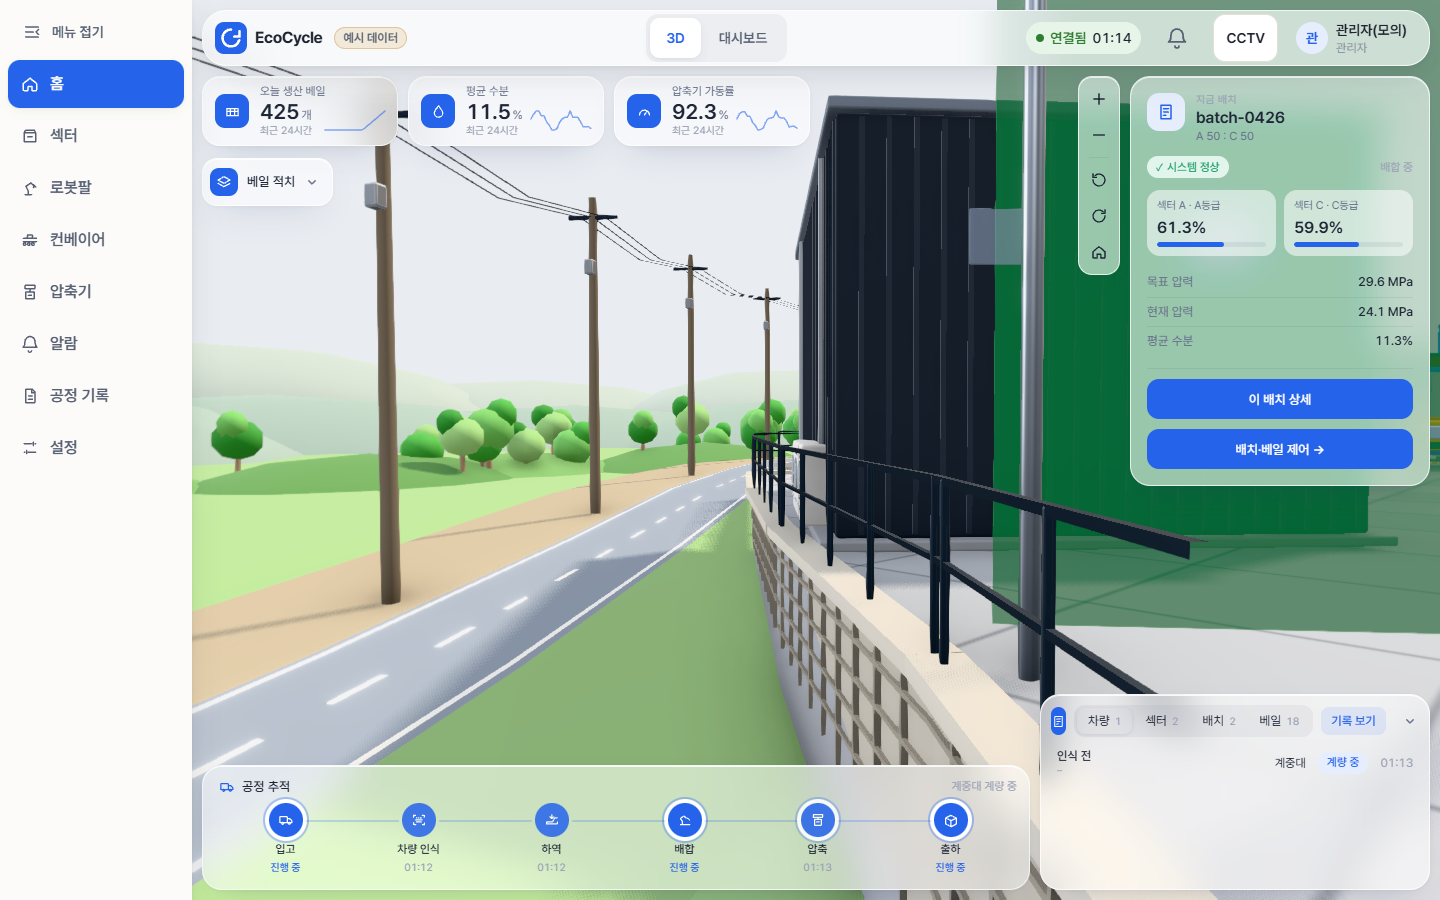 메뉴 접기
홈
섹터
로봇팔
컨베이어
압축기
알람
공정 기록
설정
EcoCycle
예시 데이터
3D
대시보드
연결됨 01:14
CCTV
관
관리자(모의)
관리자
오늘 생산 베일
425개
최근 24시간
평균 수분
11.5%
최근 24시간
압축기 가동률
92.3%
최근 24시간
베일 적치
지금 배치
batch-0426
A 50 : C 50
✓ 시스템 정상
배합 중
섹터 A · A등급
61.3%
섹터 C · C등급
59.9%
목표 압력 29.6 MPa
현재 압력 24.1 MPa
평균 수분 11.3%
이 배치 상세
배치·베일 제어 →
공정 추적
계중대 계량 중
입고
진행 중
차량 인식
01:12
하역
01:12
배합
진행 중
압축
01:13
출하
진행 중
차량 1
섹터 2
배치 2
베일 18
기록 보기
인식 전
–
계중대
계량 중
01:13